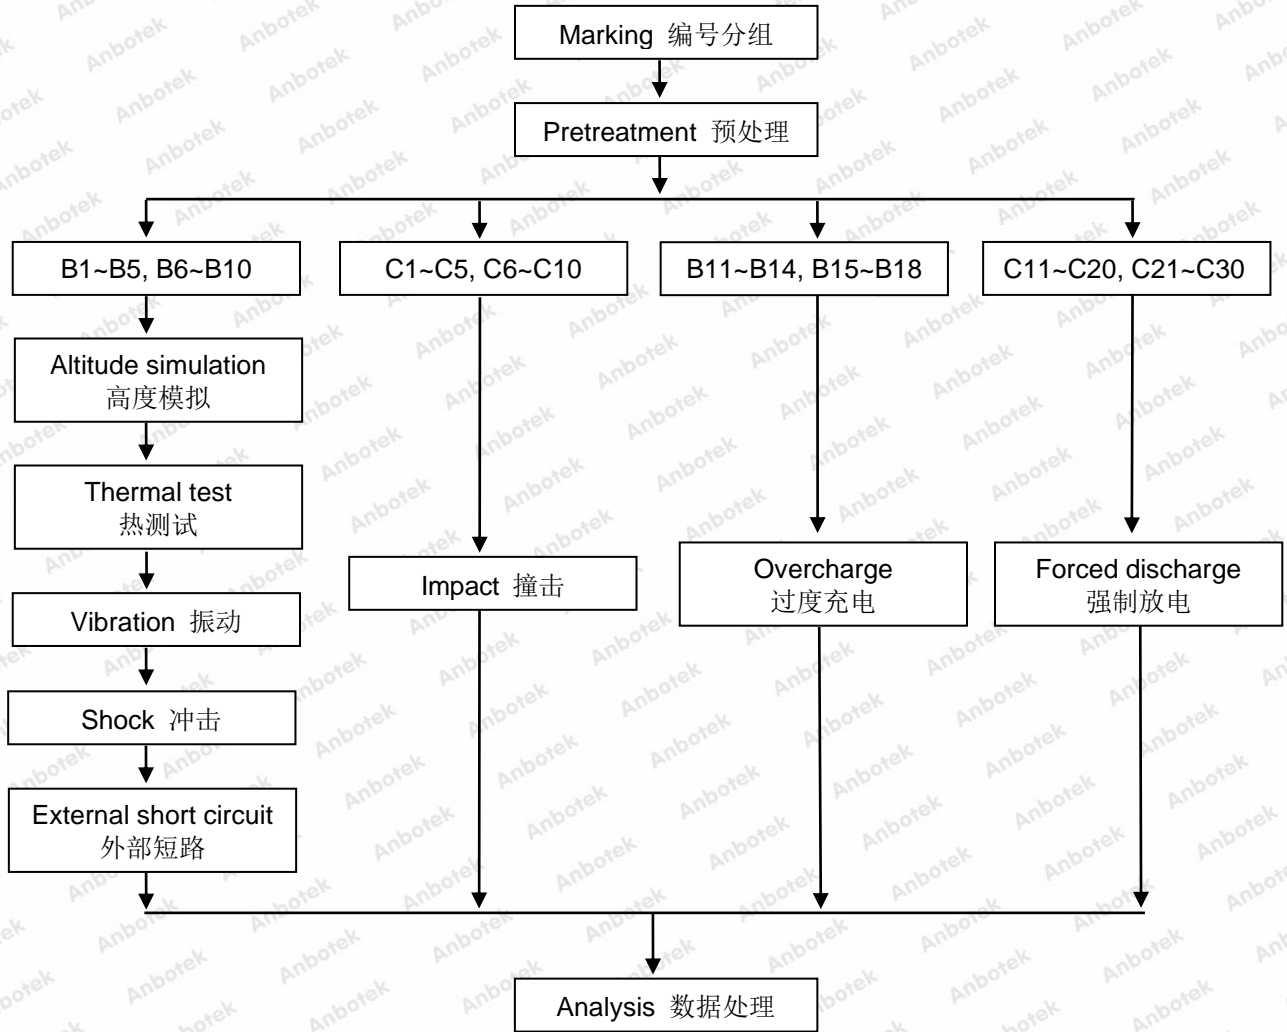 Marking 编号分组
Pretreatment 预处理
B1~B5, B6~B10
C1~C5, C6~C10
B11~B14, B15~B18
C11~C20, C21~C30
Altitude simulation
高度模拟
Thermal test
热测试
Vibration 振动
Shock 冲击
External short circuit
外部短路
Impact 撞击
Overcharge
过度充电
Forced discharge
强制放电
Analysis 数据处理
Anbotek